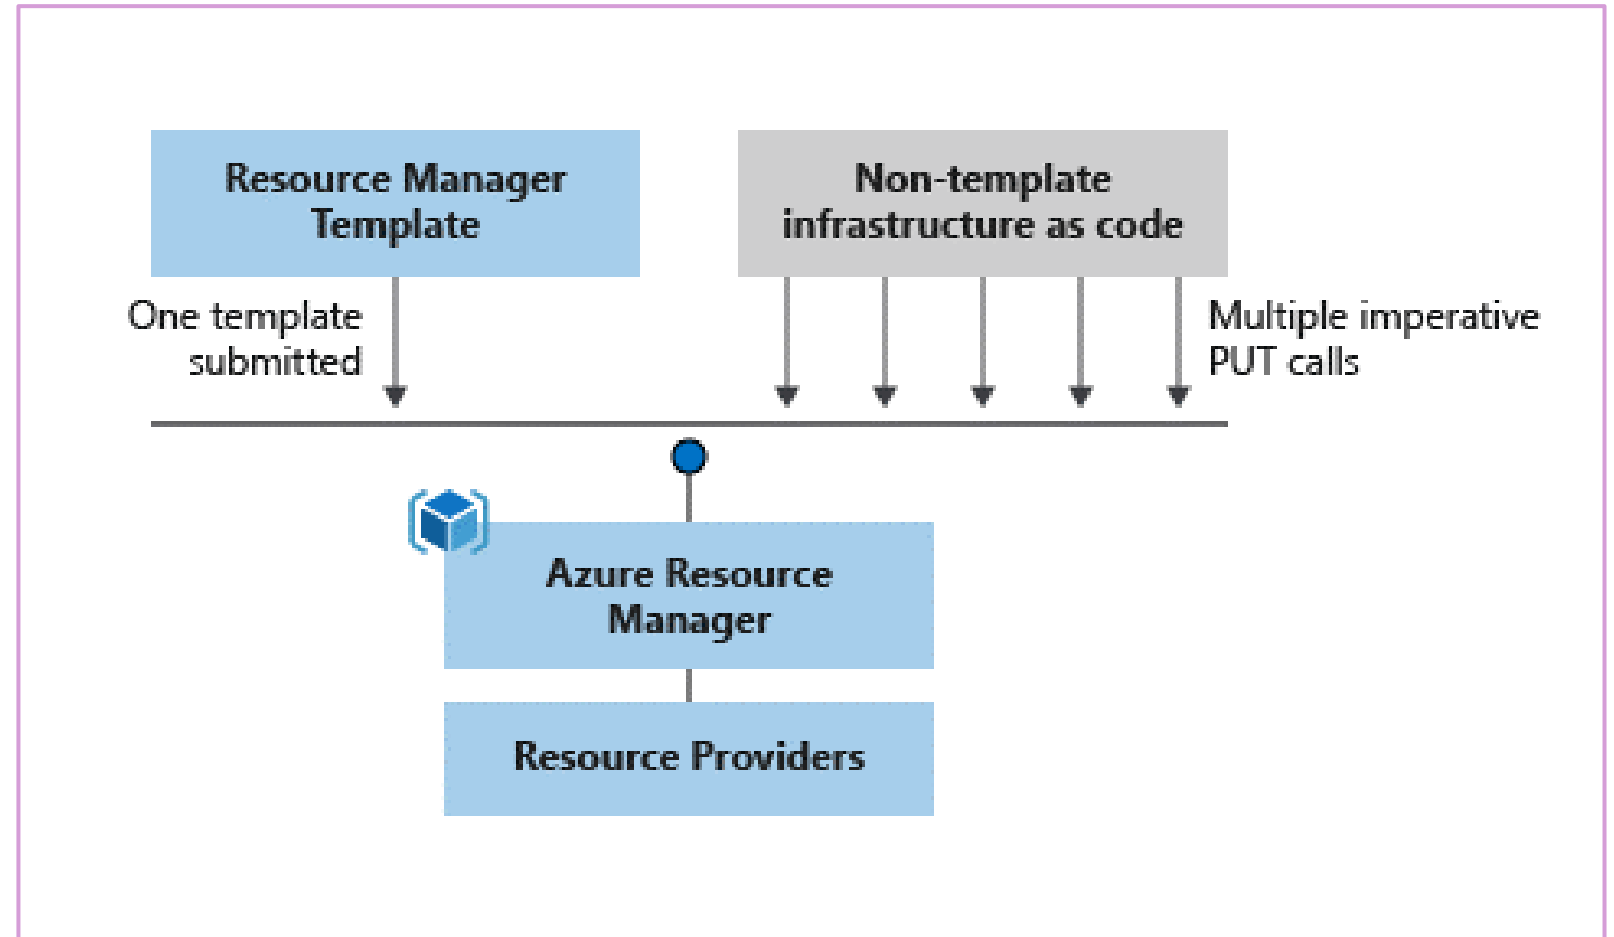 Resource Manager
Template
Non-template
infrastructure as code
One template
submitted
Multiple imperative
PUT calls
Azure Resource
Manager
Resource Providers